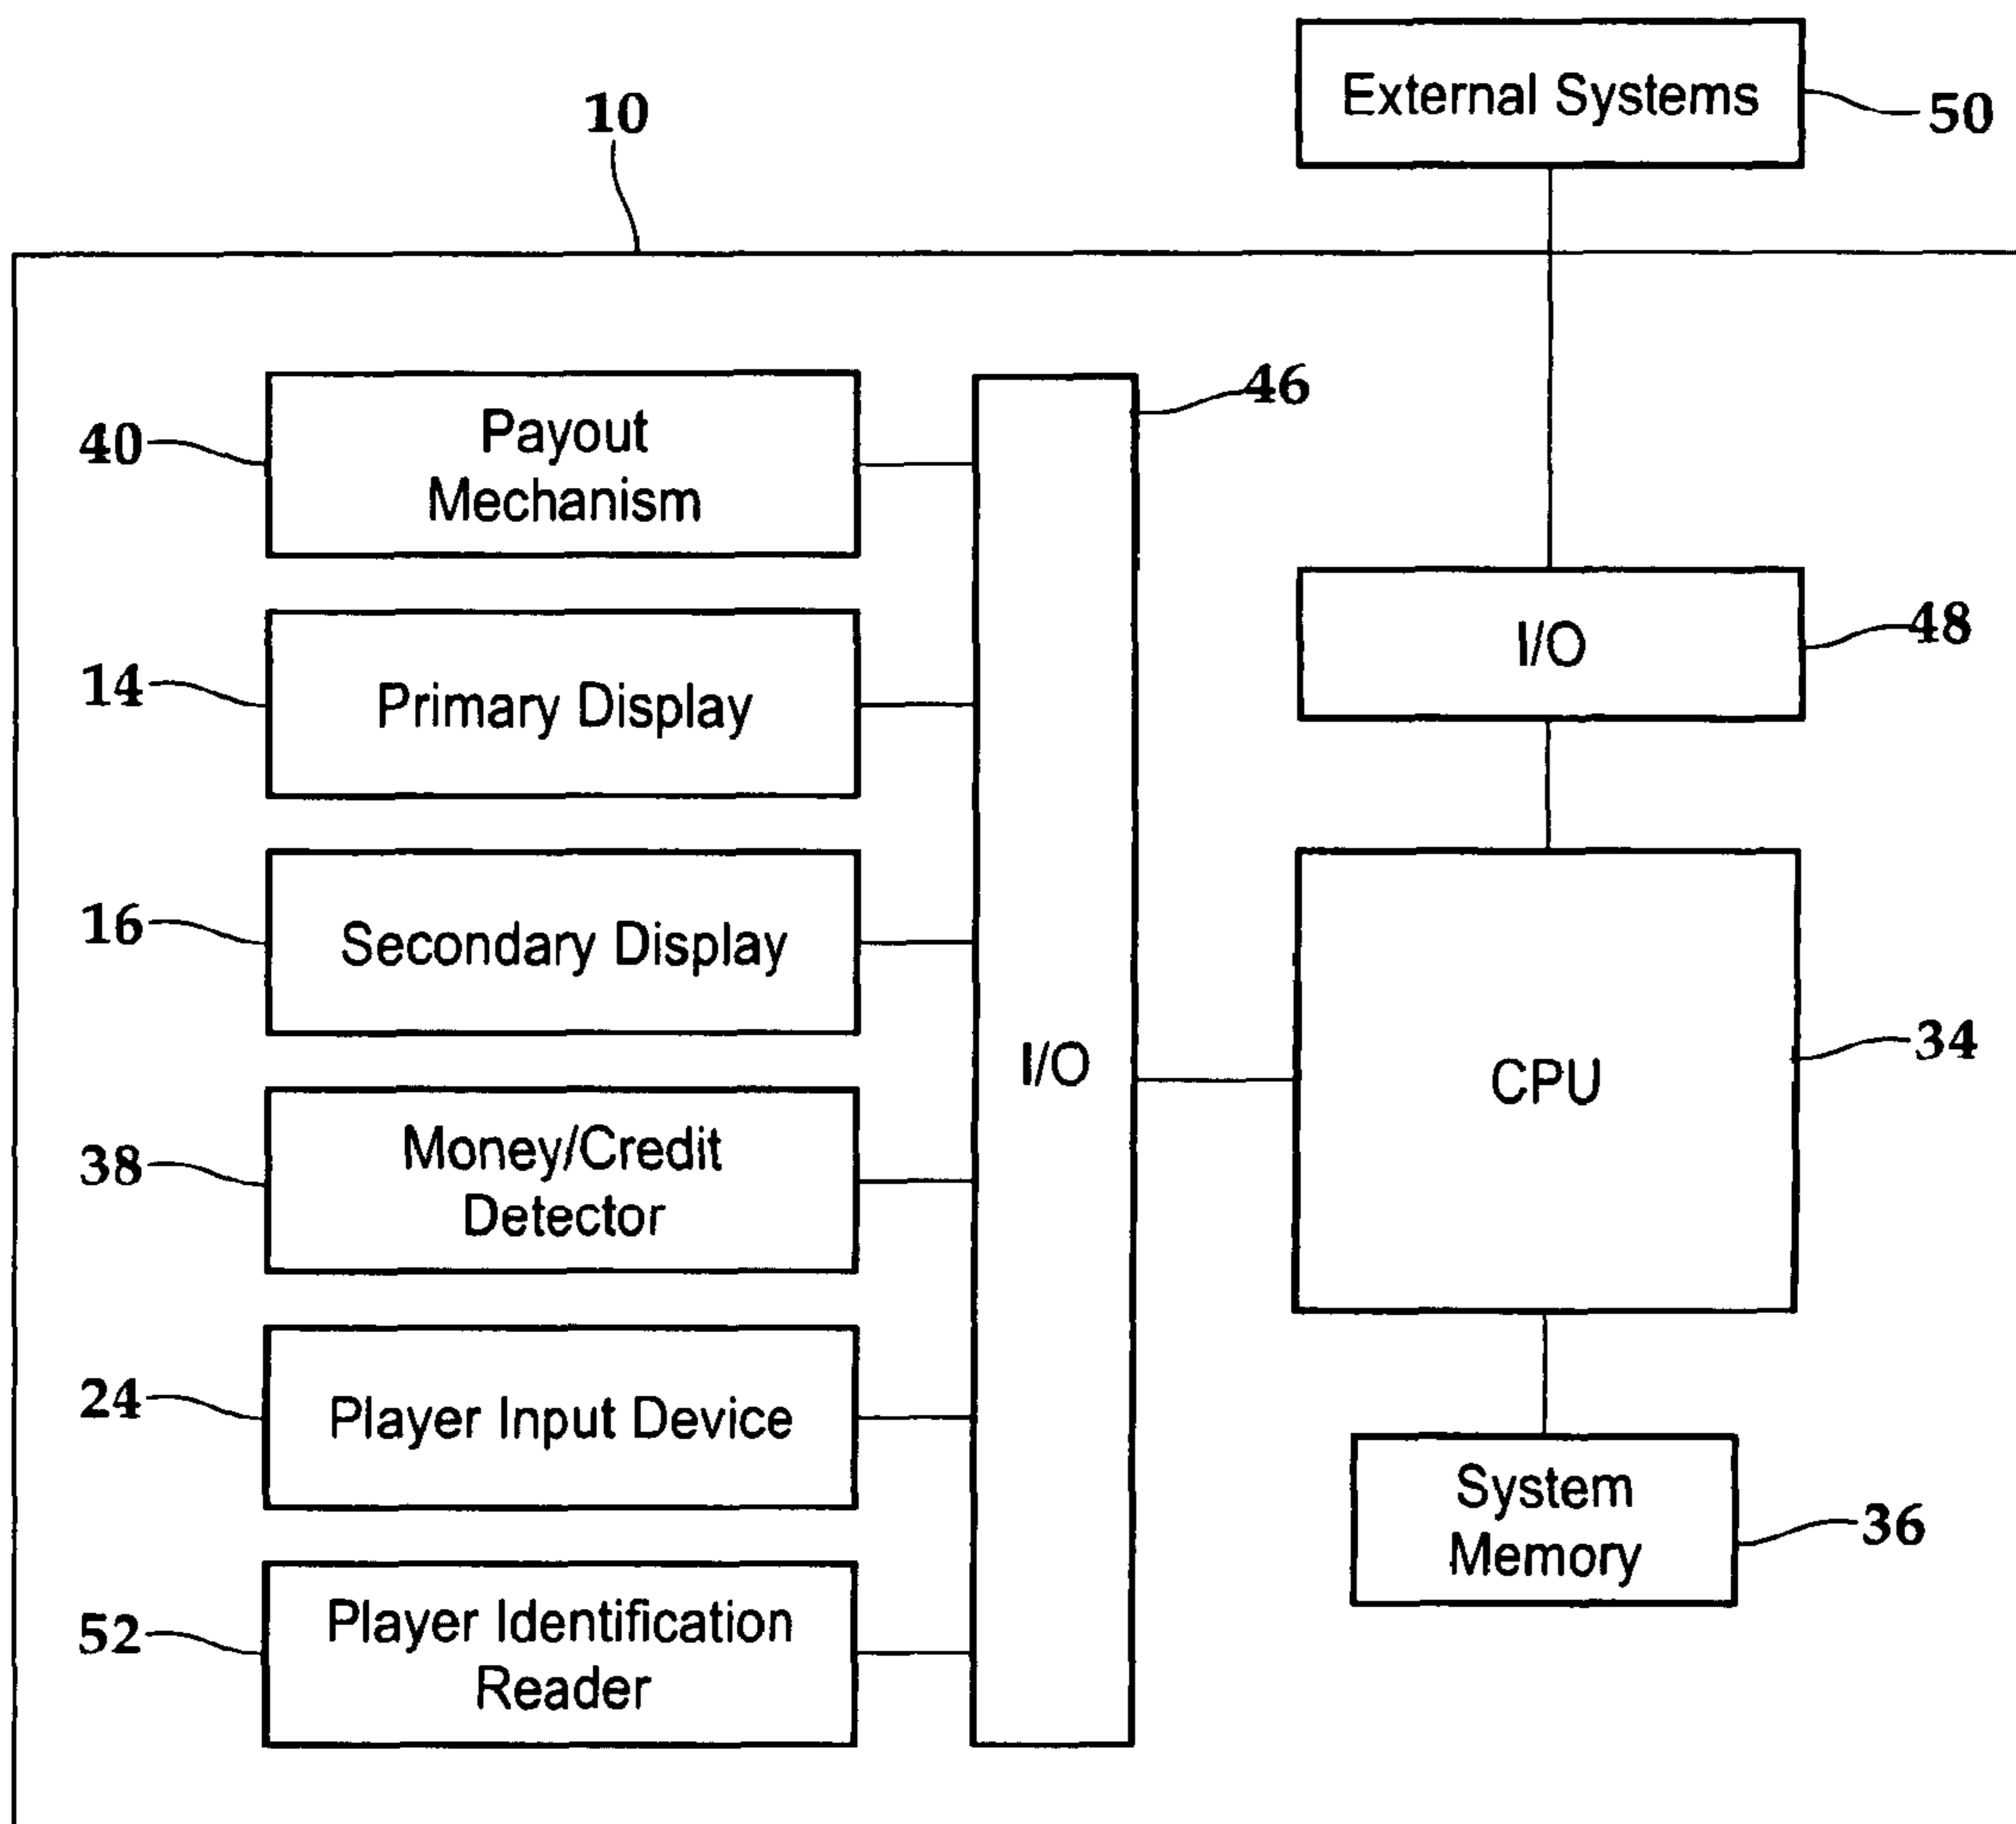 External Systems
50
10
46
40
Payout
Mechanism
48
I/O
14
Primary Display
16
Secondary Display
I/O
34
CPU
38
Money/Credit
Detector
24
Player Input Device
System
Memory
36
52
Player Identification
Reader